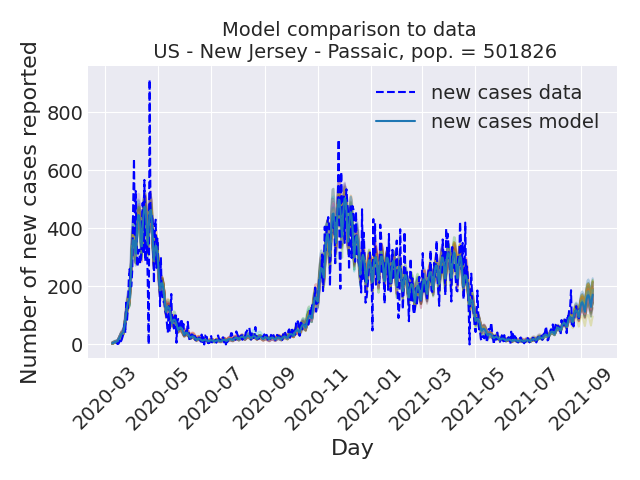 Model comparison to data
US - New Jersey - Passaic, pop. = 501826
Number of new cases reported
800
600
400
200
0
new cases data
new cases model
2020-03
2020-05
2020-07
2020-09
2020-11
2021-01
2021-03
2021-05
2021-07
2021-09
Day